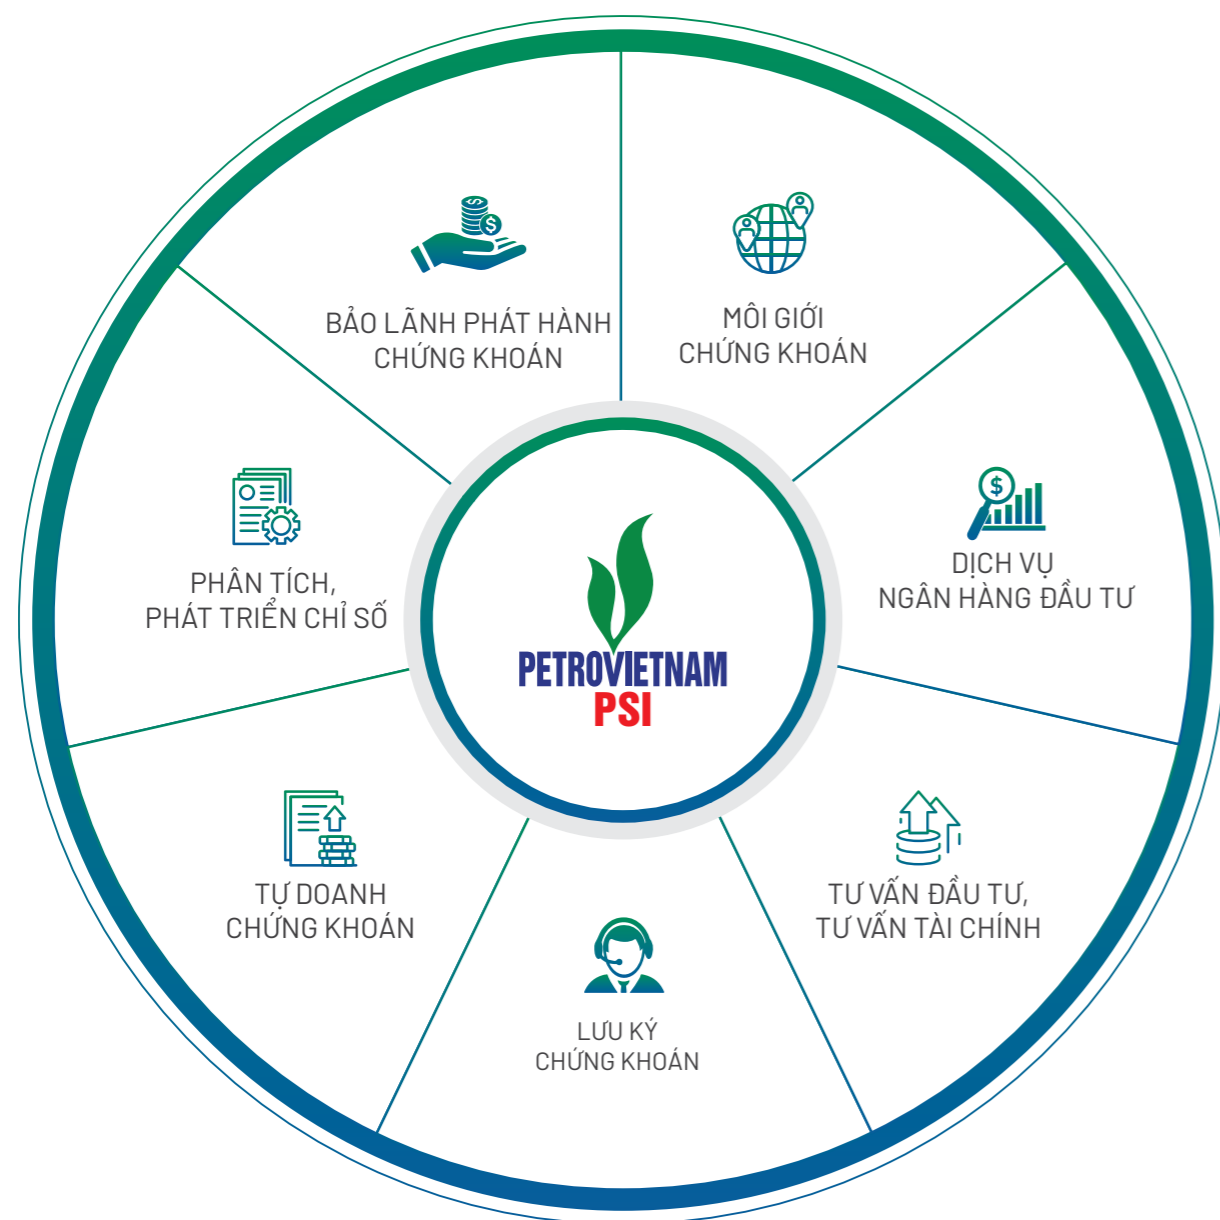 BẢO LÃNH PHÁT HÀNH
CHỨNG KHOÁN
MÔI GIỚI
CHỨNG KHOÁN
DỊCH VỤ
NGÂN HÀNG ĐẦU TƯ
TƯ VẤN ĐẦU TƯ,
TƯ VẤN TÀI CHÍNH
LƯU KÝ
CHỨNG KHOÁN
TỰ DOANH
CHỨNG KHOÁN
PHÂN TÍCH,
PHÁT TRIỂN CHỈ SỐ
PETROVIETNAM
PSI